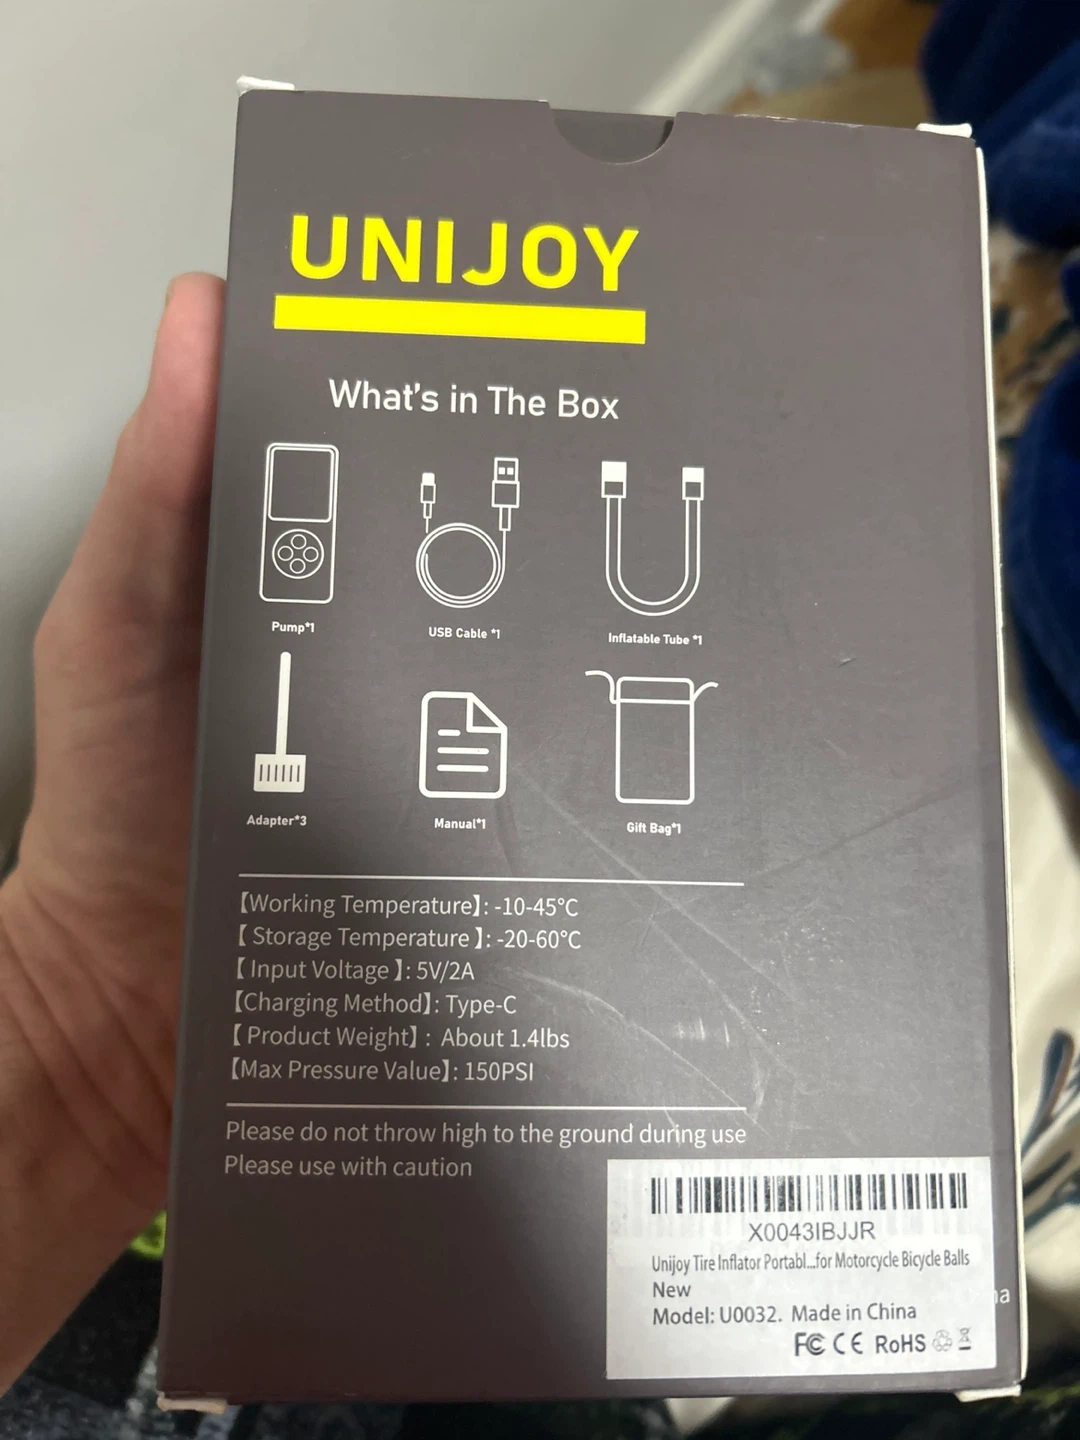 UNIJOY
What's in The Box
Pump*1
USB Cable *1
Inflatable Tube *1
Adapter*3
Manual*1
Gift Bag*1
【Working Temperature】: -10-45°C
【 Storage Temperature 】: -20-60°C
【 Input Voltage 】: 5V/2A
【Charging Method】: Type-C
【 Product Weight】 : About 1.4lbs
【Max Pressure Value】: 150PSI
Please do not throw high to the ground during use
Please use with caution
X0043IBJJR
Unijoy Tire Inflator Portabl...for Motorcycle Bicycle Balls
New
Model: U0032. Made in China
FC CE RoHS